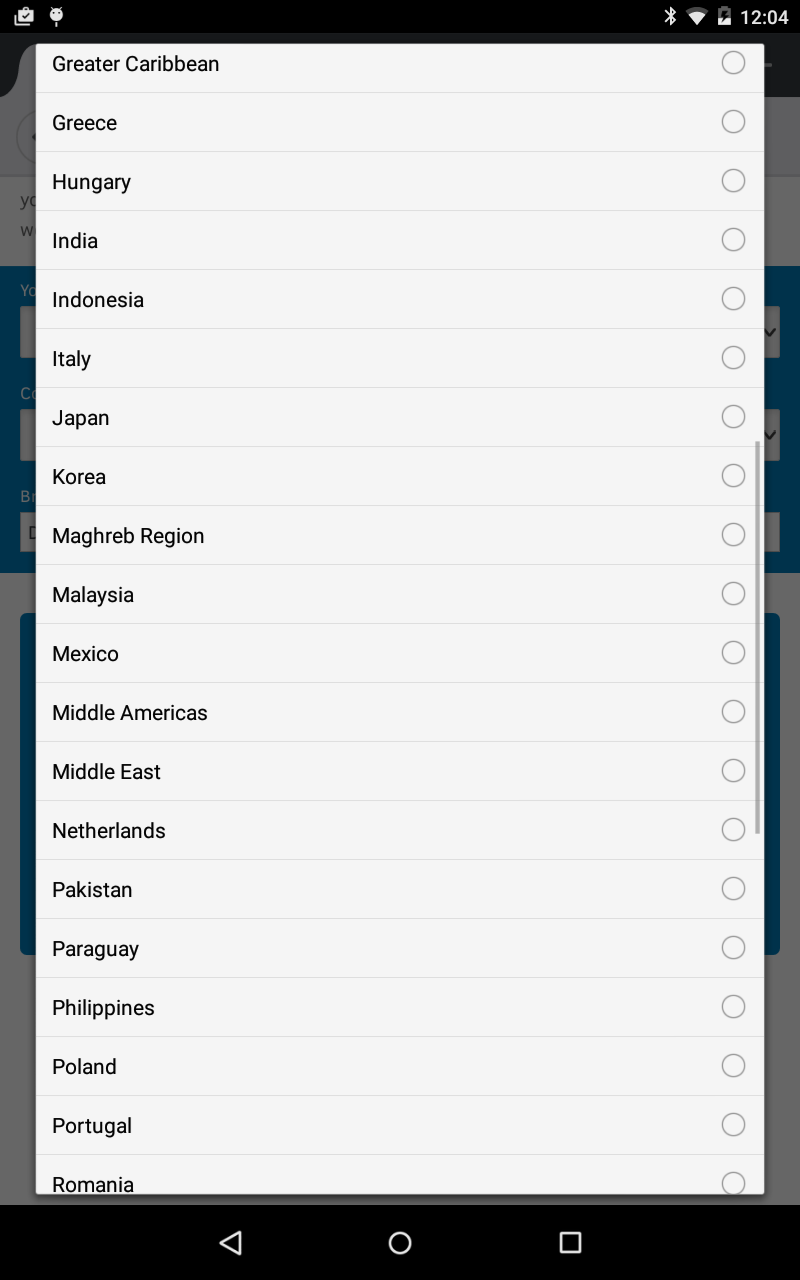 12:04
Greater Caribbean
Greece
Hungary
India
Indonesia
Italy
Japan
Korea
Maghreb Region
Malaysia
Mexico
Middle Americas
Middle East
Netherlands
Pakistan
Paraguay
Philippines
Poland
Portugal
Romania